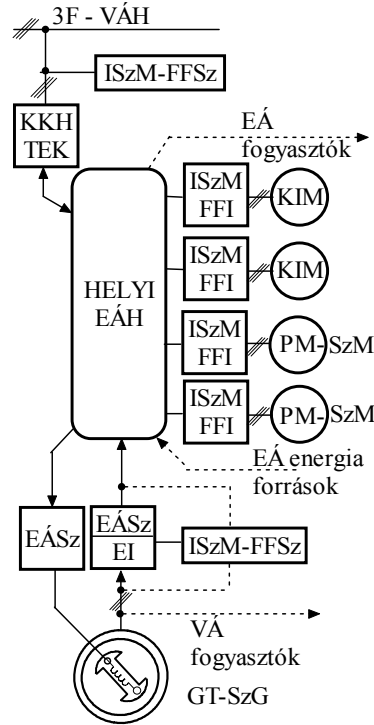 3F - VÁH
ISzM-FFSz
KKH
TEK
EÁ
fogyasztók
ISzM
FFI
KIM
ISzM
FFI
KIM
HELYI
EÁH
ISzM
FFI
PM-SzM
ISzM
FFI
PM-SzM
EÁ energia
források
EÁSz
EÁSz
EI
ISzM-FFSz
VÁ
fogyasztók
GT-SzG